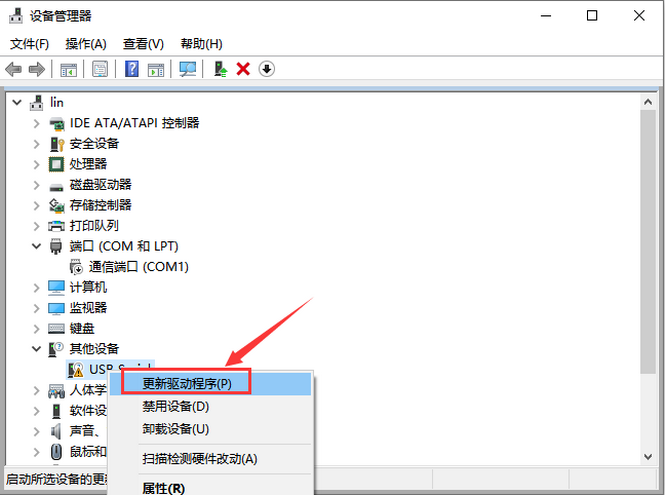 设备管理器
文件(F) 操作(A) 查看(V) 帮助(H)
lin
IDE ATA/ATAPI 控制器
安全设备
处理器
磁盘驱动器
存储控制器
打印队列
端口 (COM 和 LPT)
通信端口 (COM1)
计算机
监视器
键盘
其他设备
USB
更新驱动程序(P)
人体学
禁用设备(D)
软件设
卸载设备(U)
声音、
鼠标和
扫描检测硬件改动(A)
启动所选设备的更
属性(R)